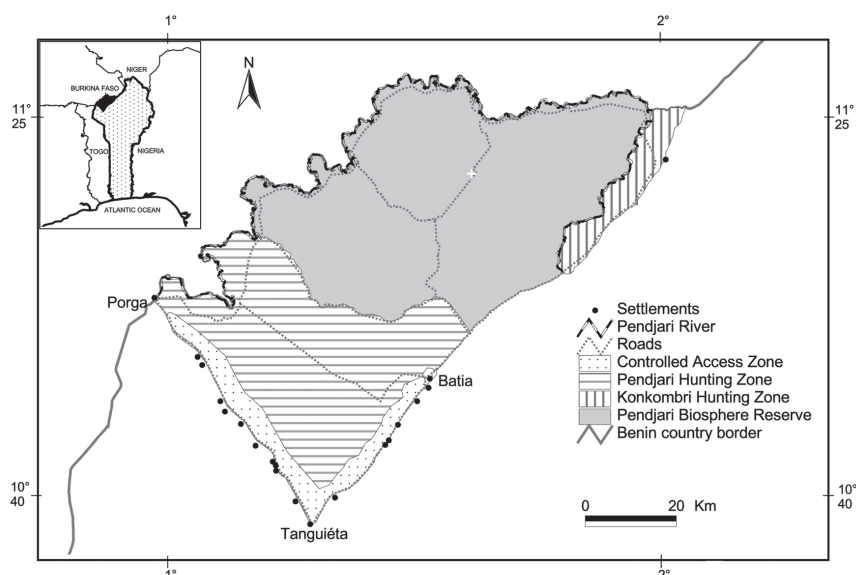 1°
2°
11°
25
11°
25
N
NIGER
BURKINA FASO
TOGO
NIGERIA
ATLANTIC OCEAN
Porga
Batia
Tanguiéta
Settlements
Pendjari River
Roads
Controlled Access Zone
Pendjari Hunting Zone
Konkombri Hunting Zone
Pendjari Biosphere Reserve
Benin country border
0 20 Km
10°
40
10°
40
1°
2°